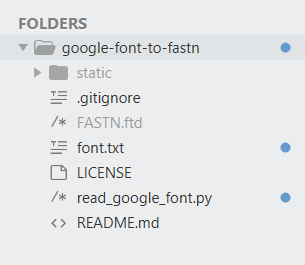 FOLDERS
google-font-to-fastn
static
.gitignore
FASTN.ftd
font.txt
LICENSE
/* read_google_font.py
<> README.md